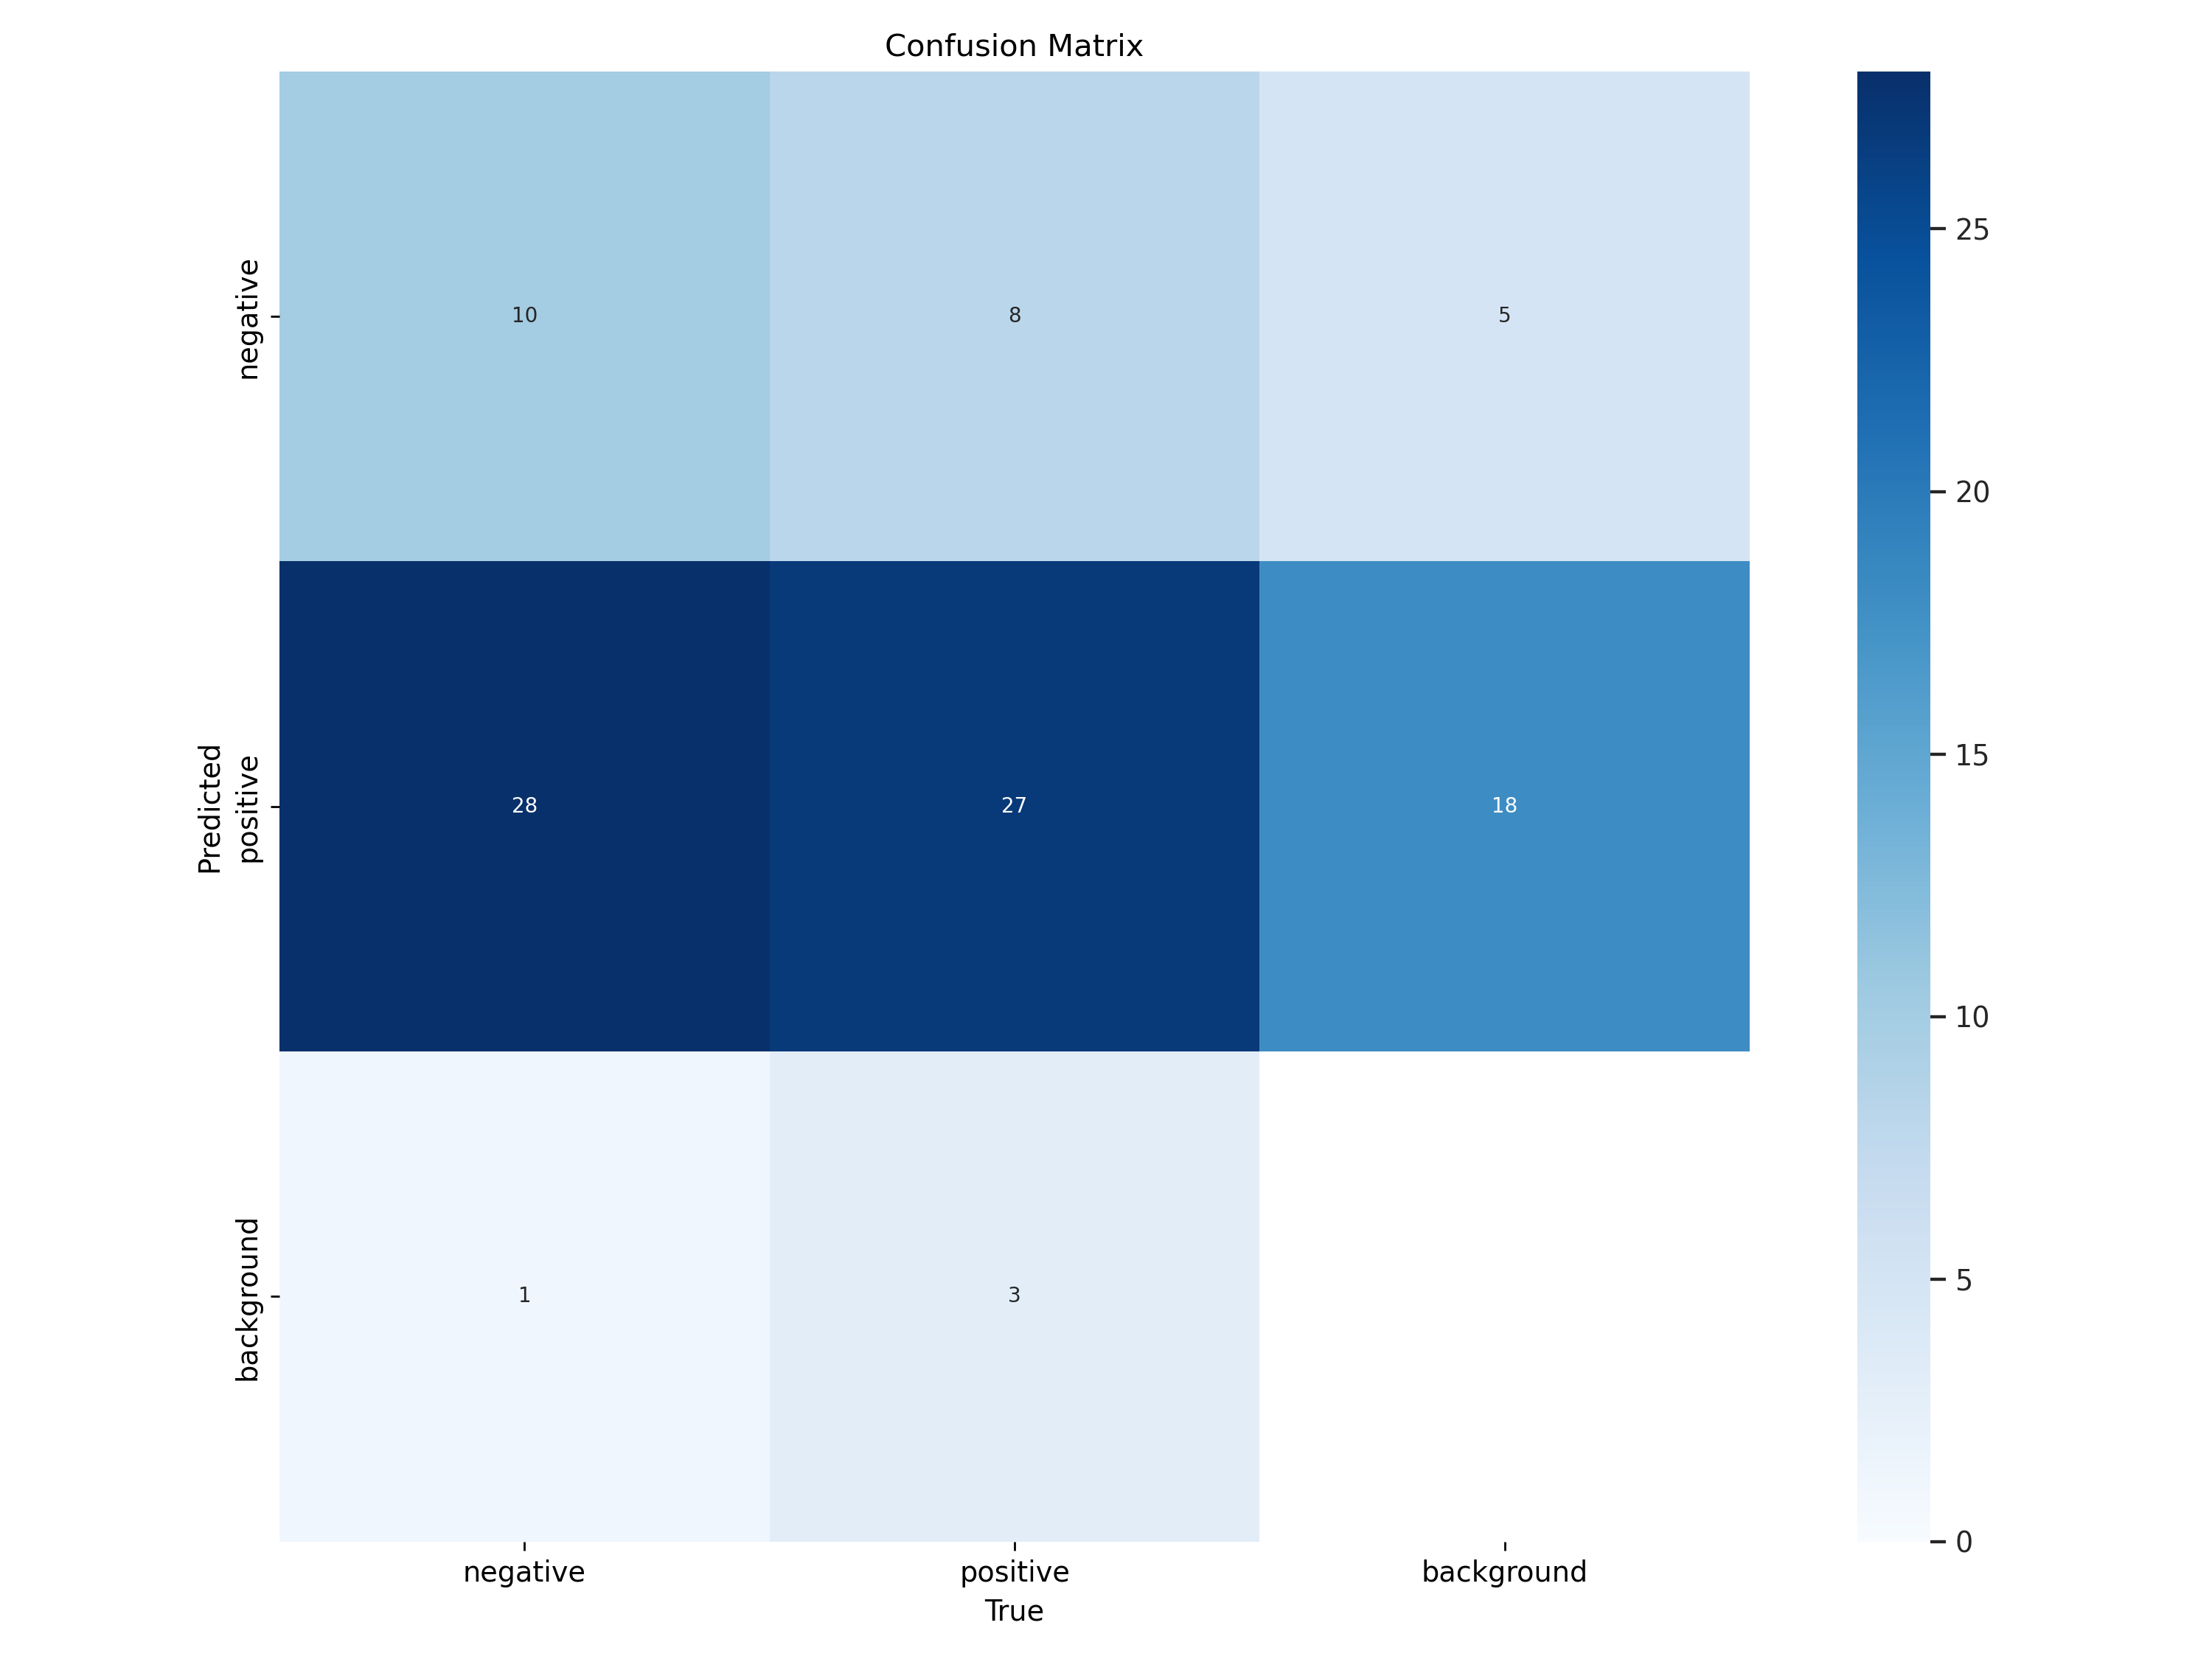 Confusion Matrix
negative
10
8
5
Predicted
positive
28
27
18
background
1
3
negative
positive
background
True
25
20
15
10
5
0